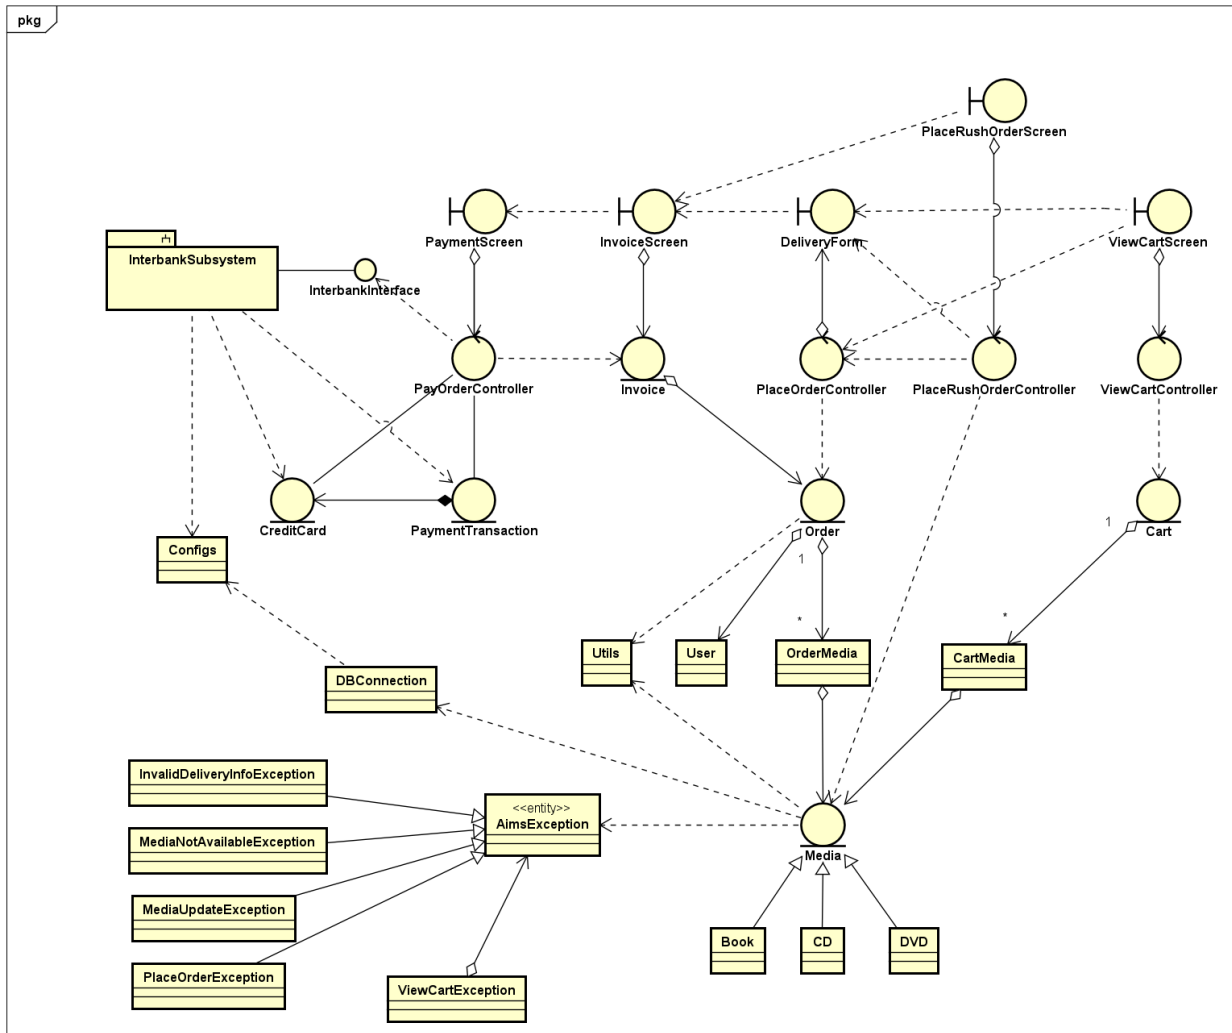 pkg
PlaceRushOrderScreen
PaymentScreen
InvoiceScreen
DeliveryForm
ViewCartScreen
InterbankSubsystem
InterbankInterface
PayOrderController
Invoice
PlaceOrderController
PlaceRushOrderController
ViewCartController
CreditCard
PaymentTransaction
Order
Cart
1
1
Configs
*
*
Utils
User
OrderMedia
CartMedia
DBConnection
InvalidDeliveryInfoException
<<entity>>
AimsException
MediaNotAvailableException
Media
MediaUpdateException
Book
CD
DVD
PlaceOrderException
ViewCartException